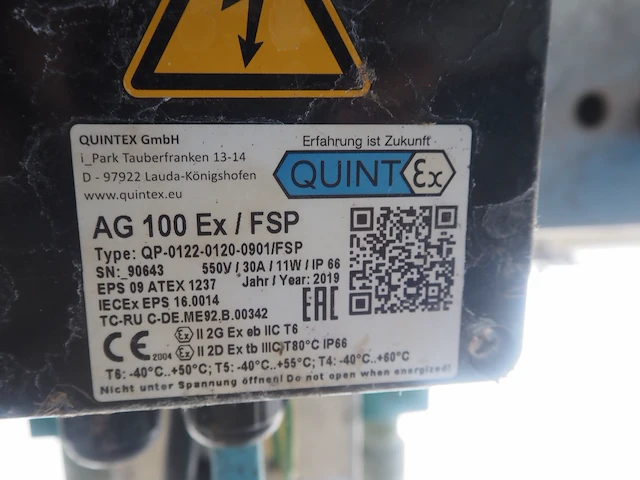 QUINTEX GmbH
i_Park Tauberfranken 13-14
D - 97922 Lauda-Königshofen
www.quintex.eu
Erfahrung ist Zukunft
QUINT Ex
AG 100 Ex / FSP
Type: QP-0122-0120-0901/FSP
SN: 90643 550V / 30A / 11W / IP 66
EPS 09 ATEX 1237 Jahr / Year: 2019
IECEx EPS 16.0014
TC-RU C-DE.ME92.B.00342
EAC
CE 2004
Ex II 2G Ex eb IIC T6
Ex II 2D Ex tb IIIC T80°C IP66
T6: -40°C..+50°C; T5: -40°C..+55°C; T4: -40°C..+60°C
Nicht unter Spannung öffnen! Do not open when energized!